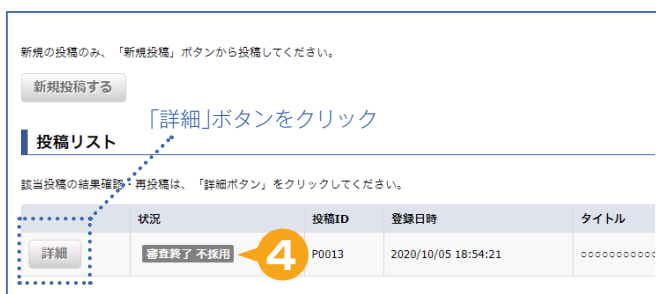 新規の投稿のみ、「新規投稿」ボタンから投稿してください。
新規投稿する
「詳細」ボタンをクリック
投稿リスト
該当投稿の結果確認・再投稿は、「詳細ボタン」をクリックしてください。
状況 投稿ID 登録日時 タイトル
詳細 審査終了 不採用 4 P0013 2020/10/05 18:54:21 ○○○○○○○○○○○